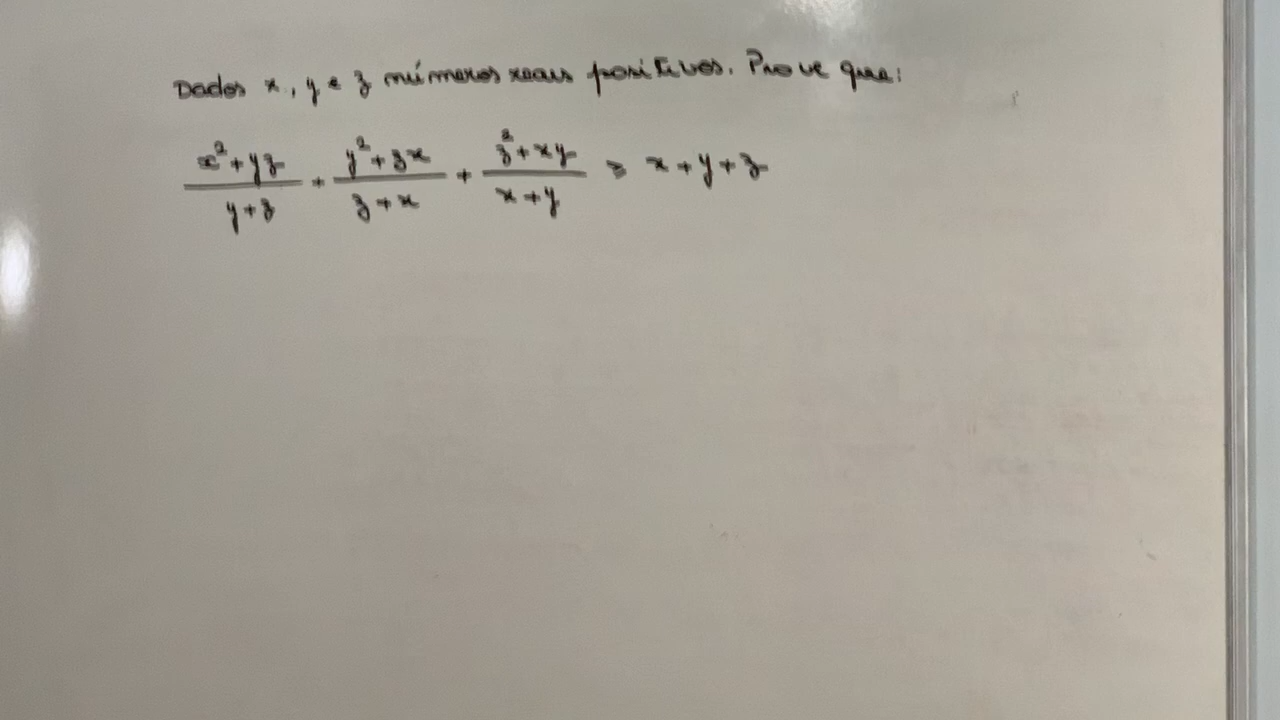 Dados x, y e z números reais positivos. Prove que:
(x² + yz)/(y + z) + (y² + zx)/(z + x) + (z² + xy)/(x + y) ≥ x + y + z